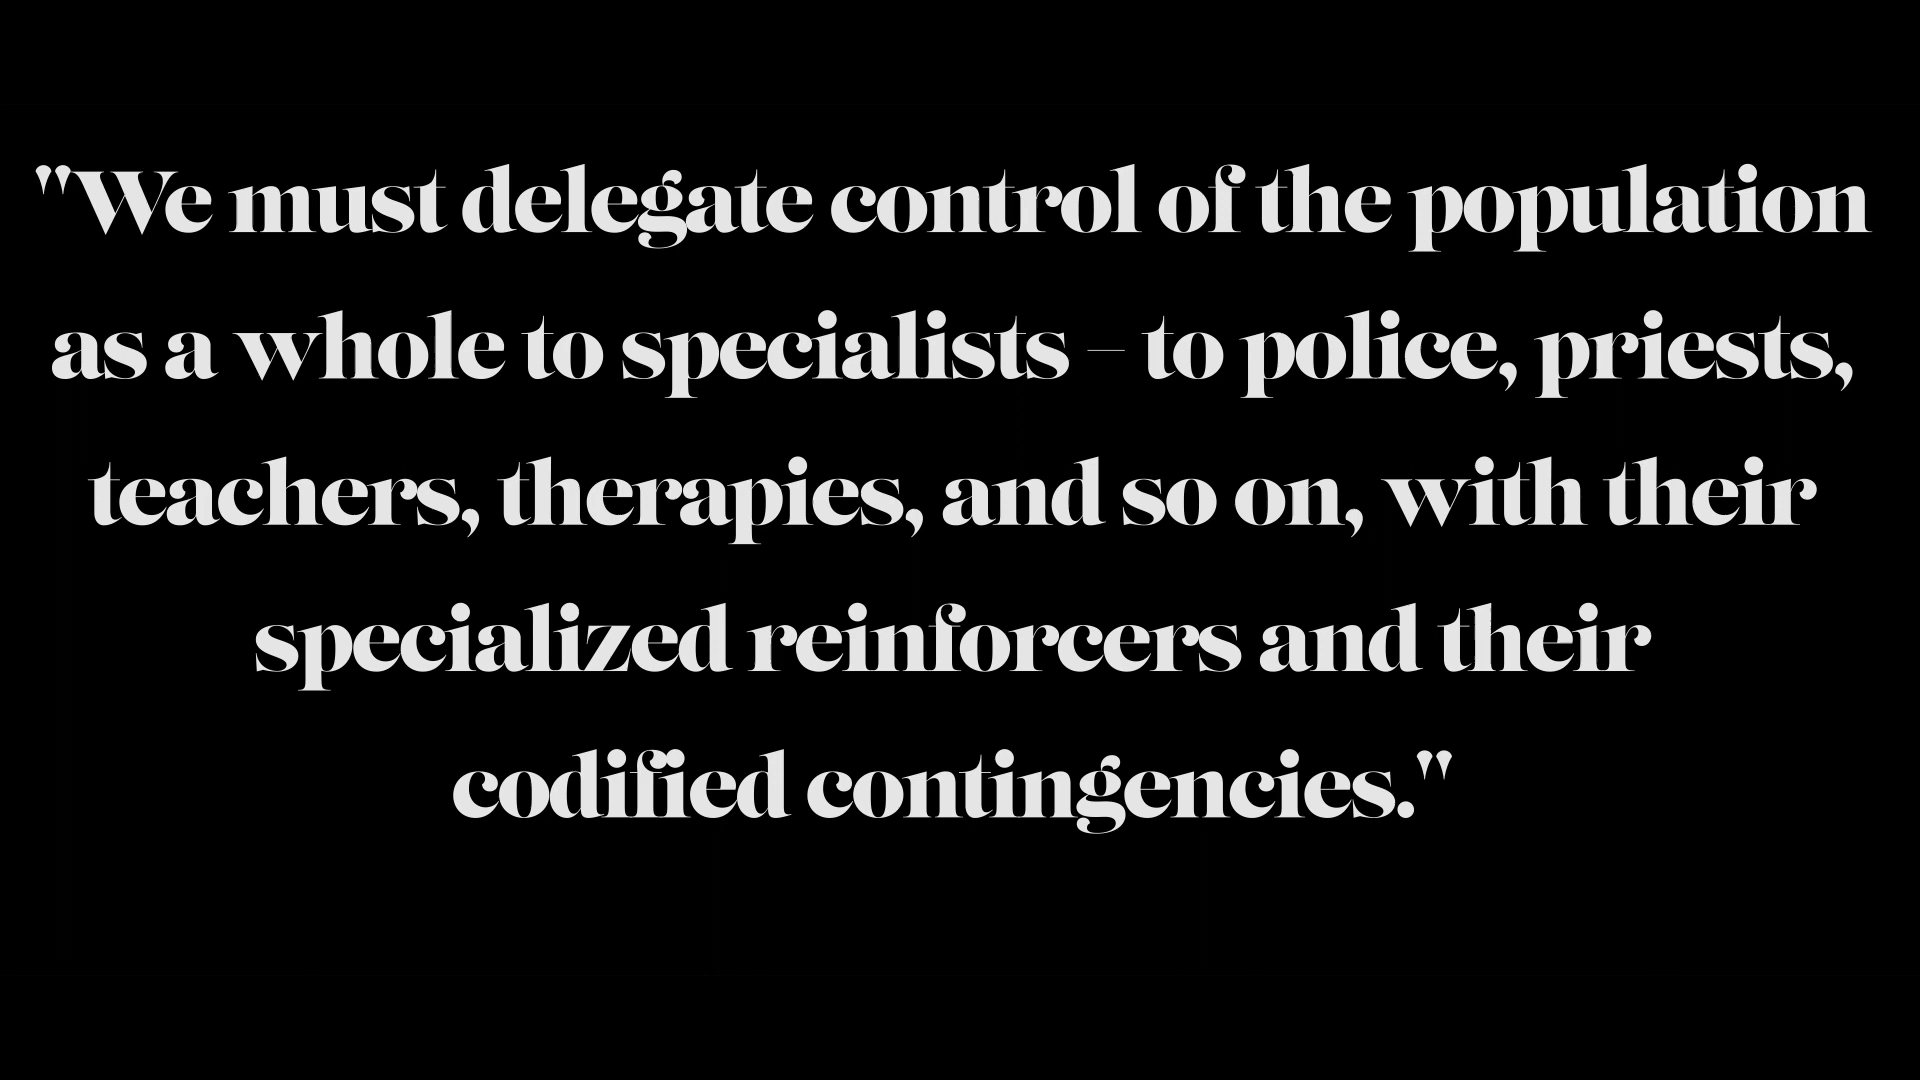 "We must delegate control of the population
as a whole to specialists – to police, priests,
teachers, therapies, and so on, with their
specialized reinforcers and their
codified contingencies."